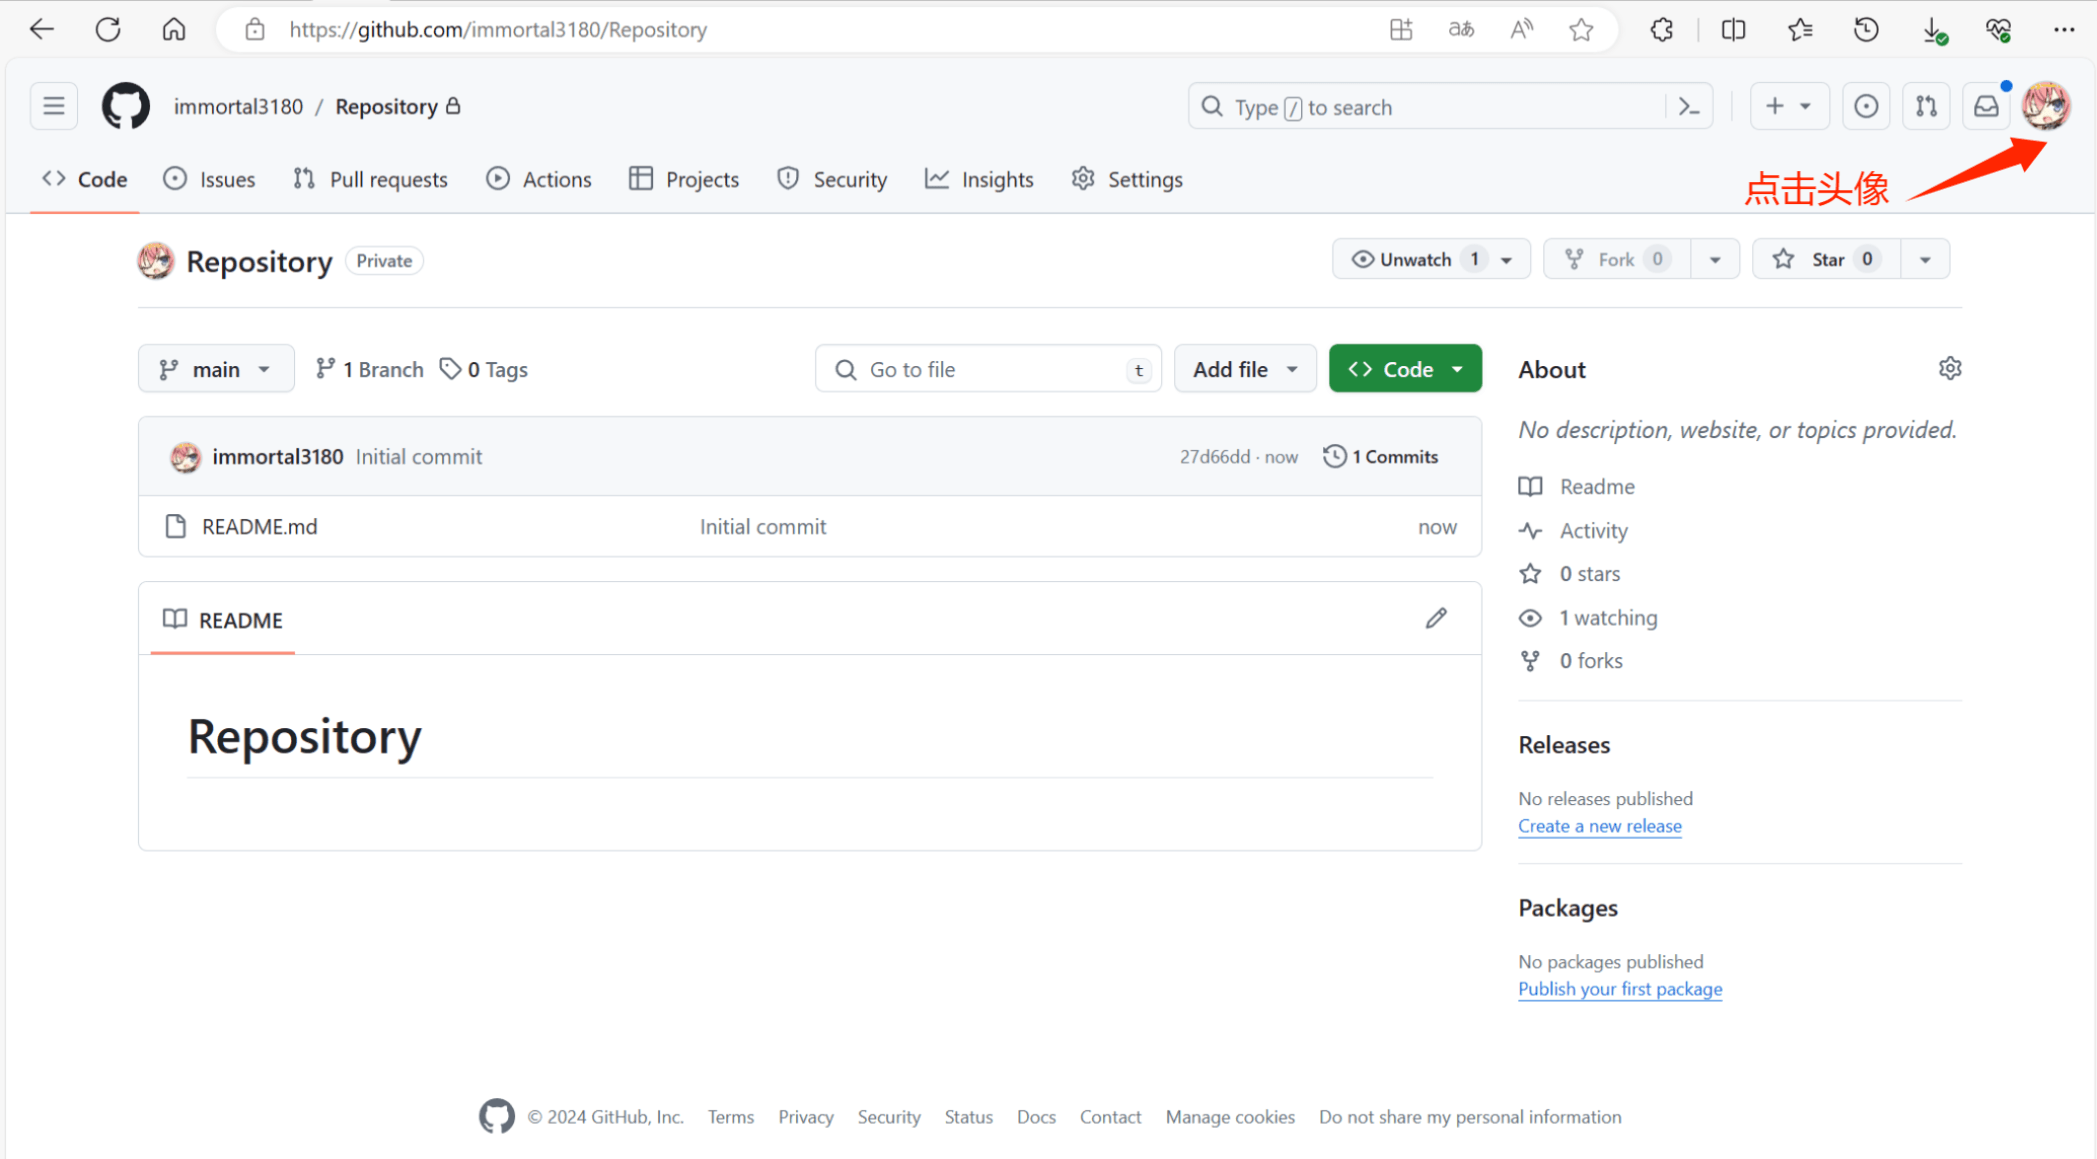 https://github.com/immortal3180/Repository
aあ
immortal3180 / Repository
Type / to search
点击头像
Code
Issues
Pull requests
Actions
Projects
Security
Insights
Settings
Repository
Private
Unwatch 1
Fork 0
Star 0
main
1 Branch
0 Tags
Go to file
t
Add file
Code
immortal3180 Initial commit
27d66dd · now
1 Commits
README.md
Initial commit
now
README
Repository
About
No description, website, or topics provided.
Readme
Activity
0 stars
1 watching
0 forks
Releases
No releases published
Create a new release
Packages
No packages published
Publish your first package
© 2024 GitHub, Inc. Terms Privacy Security Status Docs Contact Manage cookies Do not share my personal information